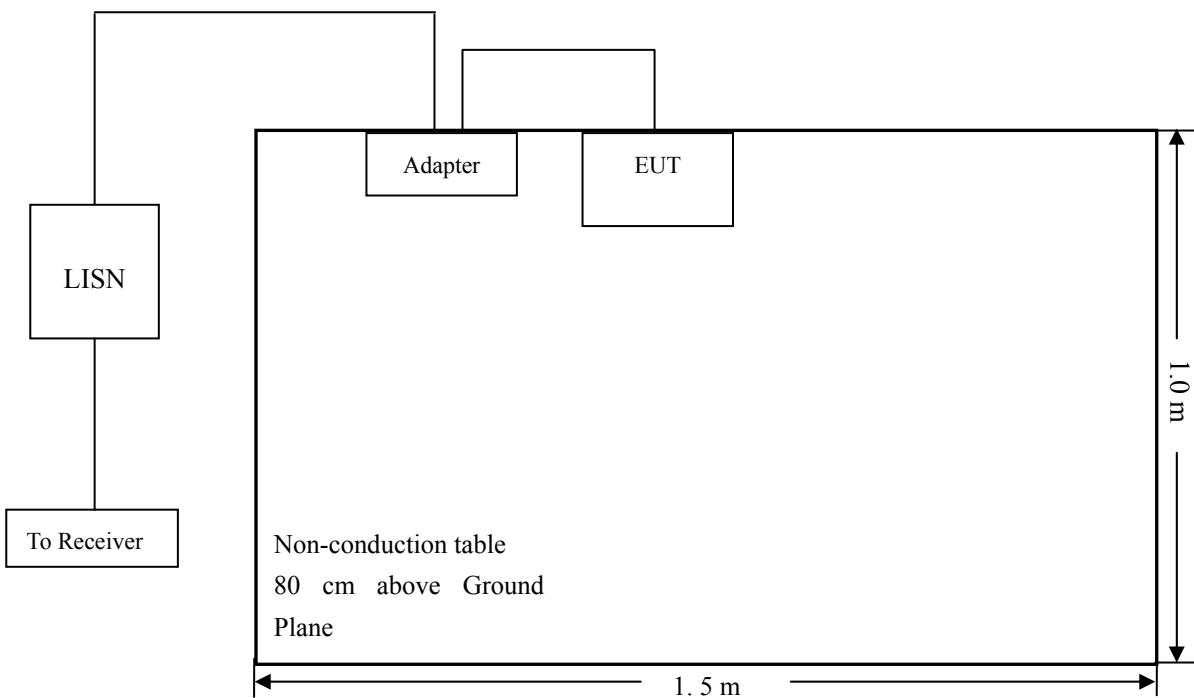 Adapter
EUT
LISN
1.0 m
To Receiver
Non-conduction table
80 cm above Ground
Plane
1. 5 m